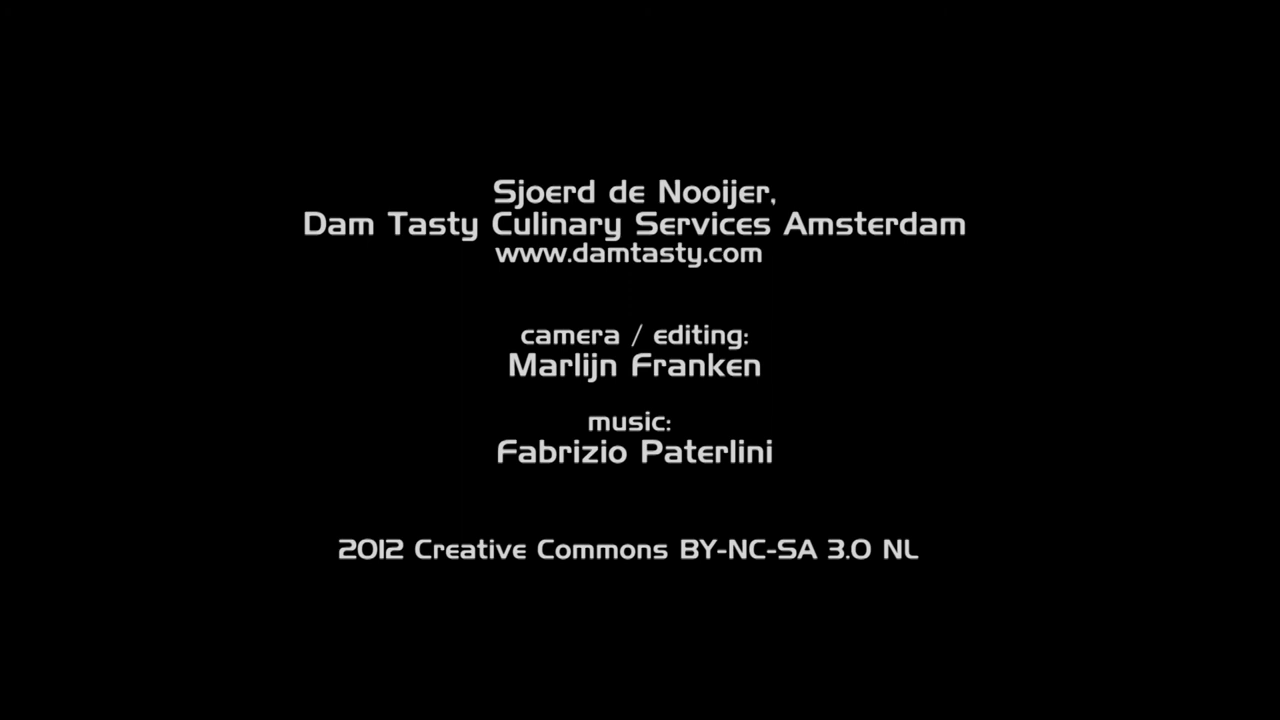 Sjoerd de Nooijer,
Dam Tasty Culinary Services Amsterdam
www.damtasty.com
camera / editing:
Marlijn Franken
music:
Fabrizio Paterlini
2012 Creative Commons BY-NC-SA 3.0 NL